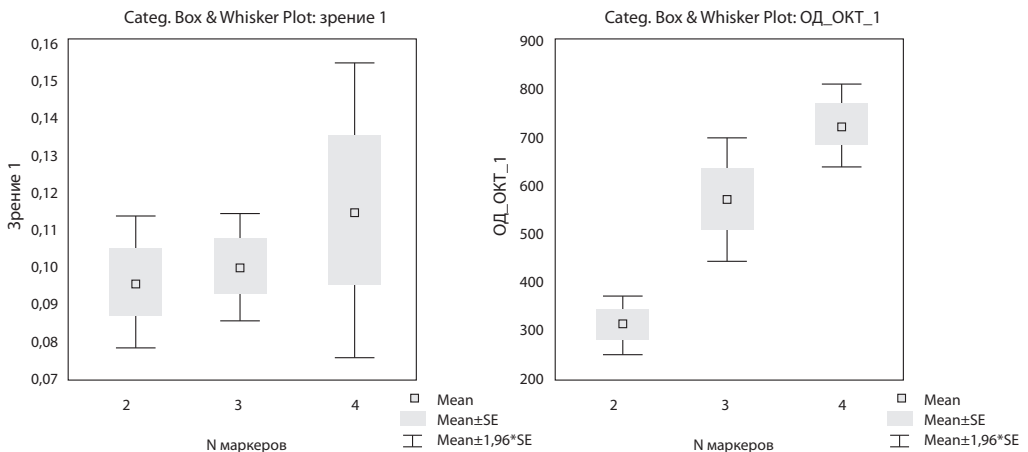 Categ. Box & Whisker Plot: зрение 1
0,16
0,15
0,14
0,13
0,12
0,11
0,10
0,09
0,08
0,07
Зрение 1
2 3 4
N маркеров
Mean
Mean±SE
Mean±1,96*SE
Categ. Box & Whisker Plot: ОД_ОКТ_1
900
800
700
600
500
400
300
200
ОД_ОКТ_1
2 3 4
N маркеров
Mean
Mean±SE
Mean±1,96*SE